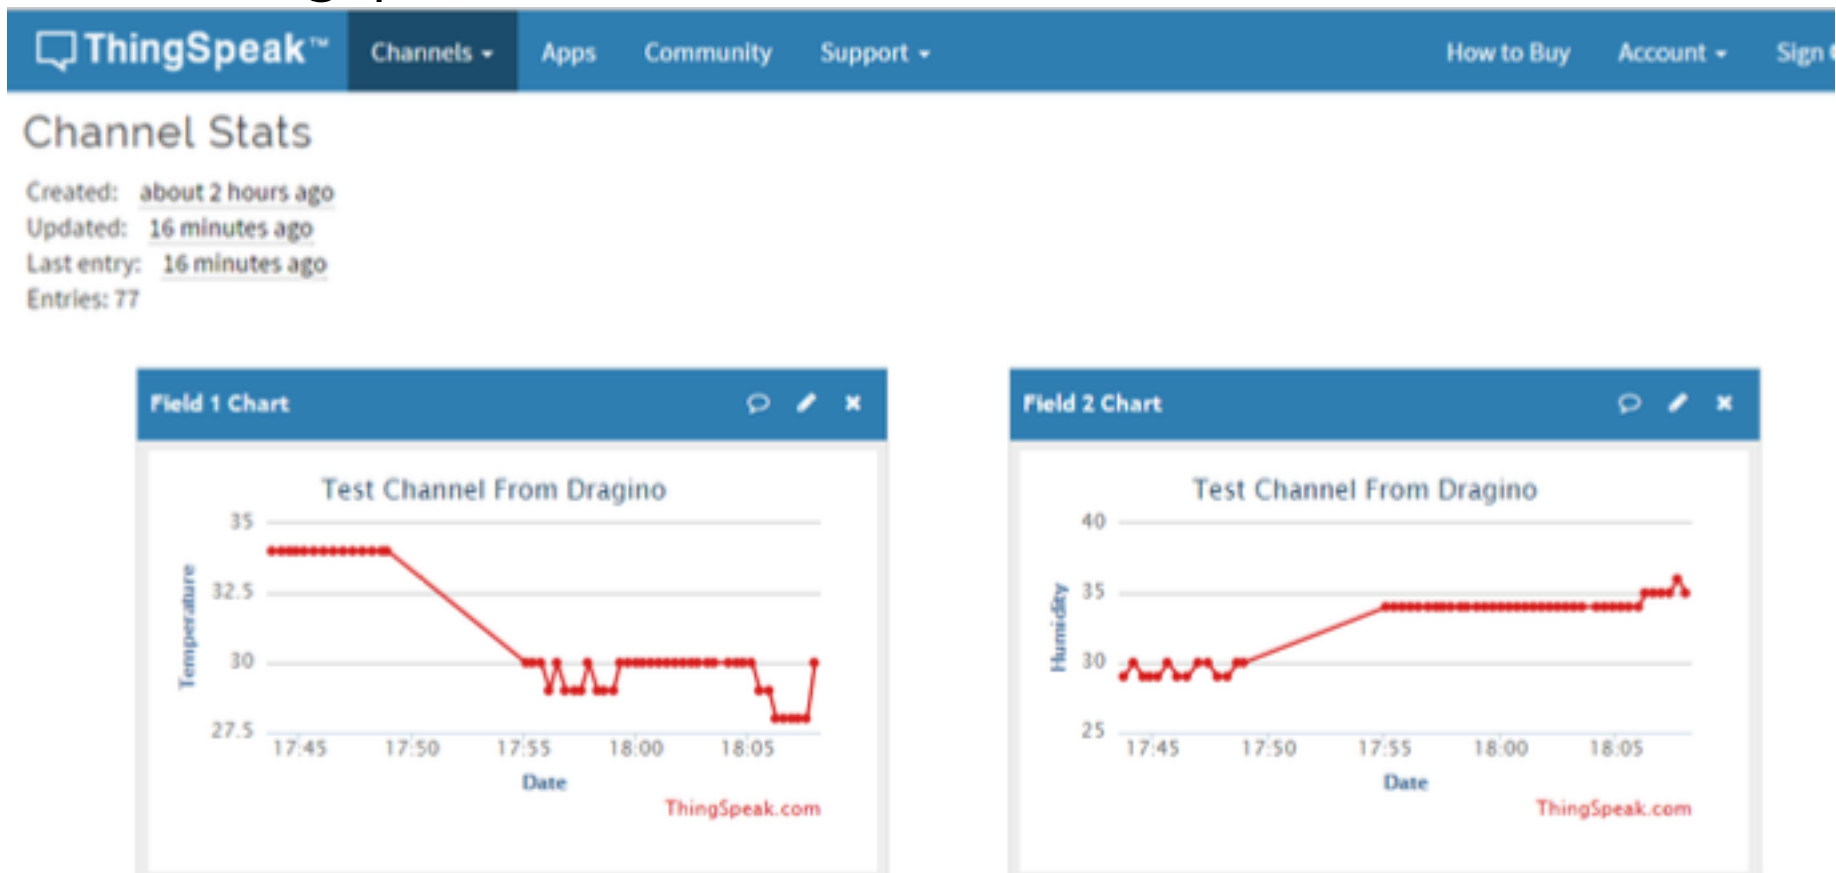 ThingSpeak™ Channels Apps Community Support How to Buy Account Sign
Channel Stats
Created: about 2 hours ago
Updated: 16 minutes ago
Last entry: 16 minutes ago
Entries: 77
Field 1 Chart
Test Channel From Dragino
35
32.5
30
27.5
Temperature
17:45 17:50 17:55 18:00 18:05
Date
ThingSpeak.com
Field 2 Chart
Test Channel From Dragino
40
35
30
25
Humidity
17:45 17:50 17:55 18:00 18:05
Date
ThingSpeak.com